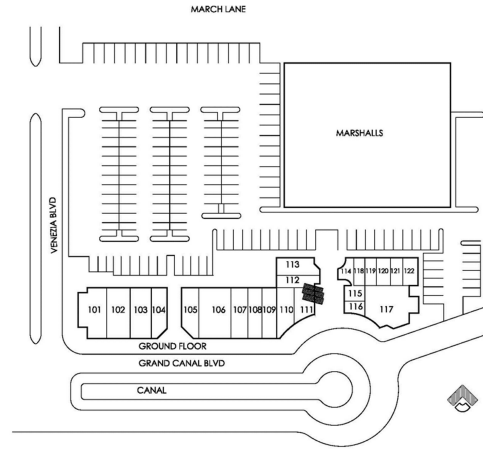 MARCH LANE
MARSHALLS
VENEZIA BLVD
113
112
114 118 119 120 121 122
115
116
117
101 102 103 104 105 106 107 108 109 110 111
GROUND FLOOR
GRAND CANAL BLVD
CANAL